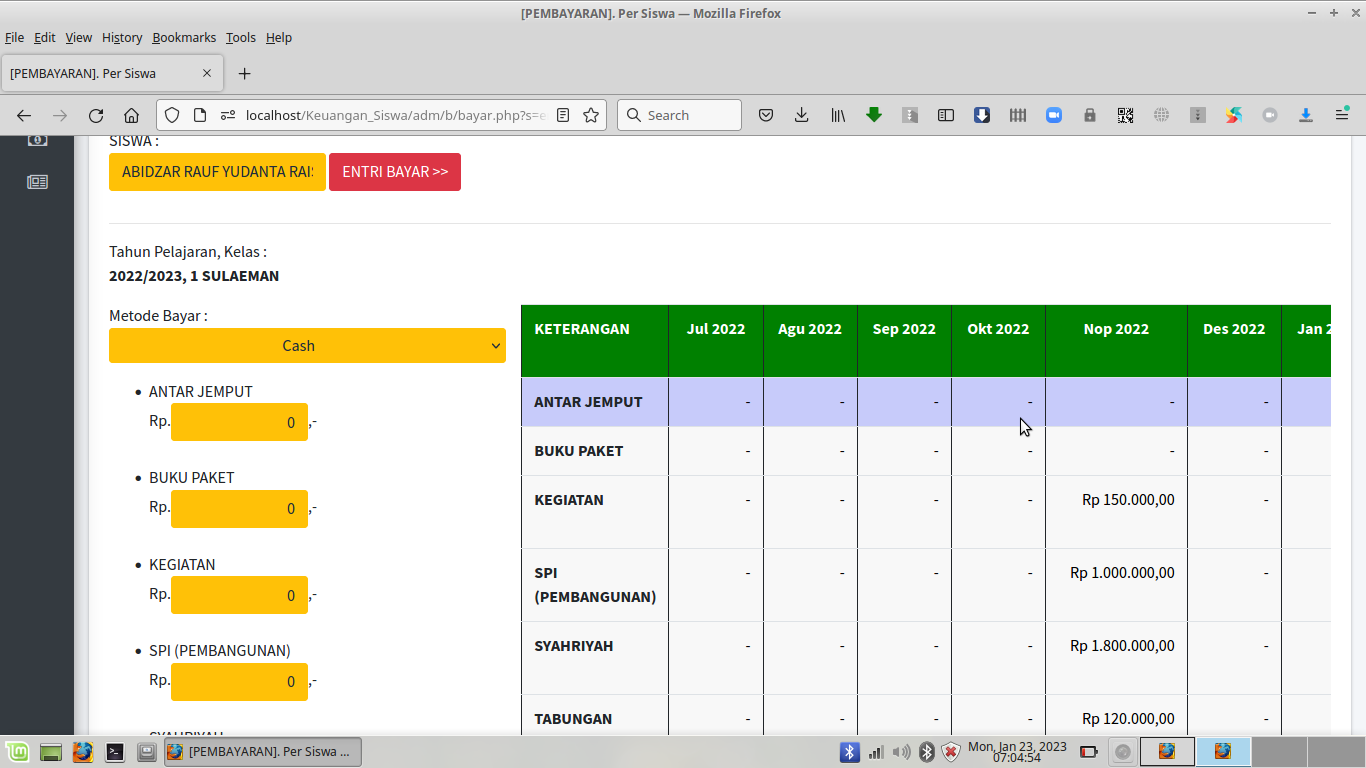 [PEMBAYARAN]. Per Siswa — Mozilla Firefox
File Edit View History Bookmarks Tools Help
[PEMBAYARAN]. Per Siswa
localhost/Keuangan_Siswa/adm/b/bayar.php?s=e
Search
SISWA :
ABIDZAR RAUF YUDANTA RAI
ENTRI BAYAR >>
Tahun Pelajaran, Kelas :
2022/2023, 1 SULAEMAN
Metode Bayar :
Cash
• ANTAR JEMPUT
Rp. 0 ,-
• BUKU PAKET
Rp. 0 ,-
• KEGIATAN
Rp. 0 ,-
• SPI (PEMBANGUNAN)
Rp. 0 ,-
SYAHRIYAH
KETERANGAN Jul 2022 Agu 2022 Sep 2022 Okt 2022 Nop 2022 Des 2022 Jan 2
ANTAR JEMPUT - - - - - -
BUKU PAKET - - - - - -
KEGIATAN - - - - Rp 150.000,00 -
SPI
(PEMBANGUNAN) - - - - Rp 1.000.000,00 -
SYAHRIYAH - - - - Rp 1.800.000,00 -
TABUNGAN - - - - Rp 120.000,00 -
[PEMBAYARAN]. Per Siswa ...
Mon, Jan 23, 2023
07:04:54